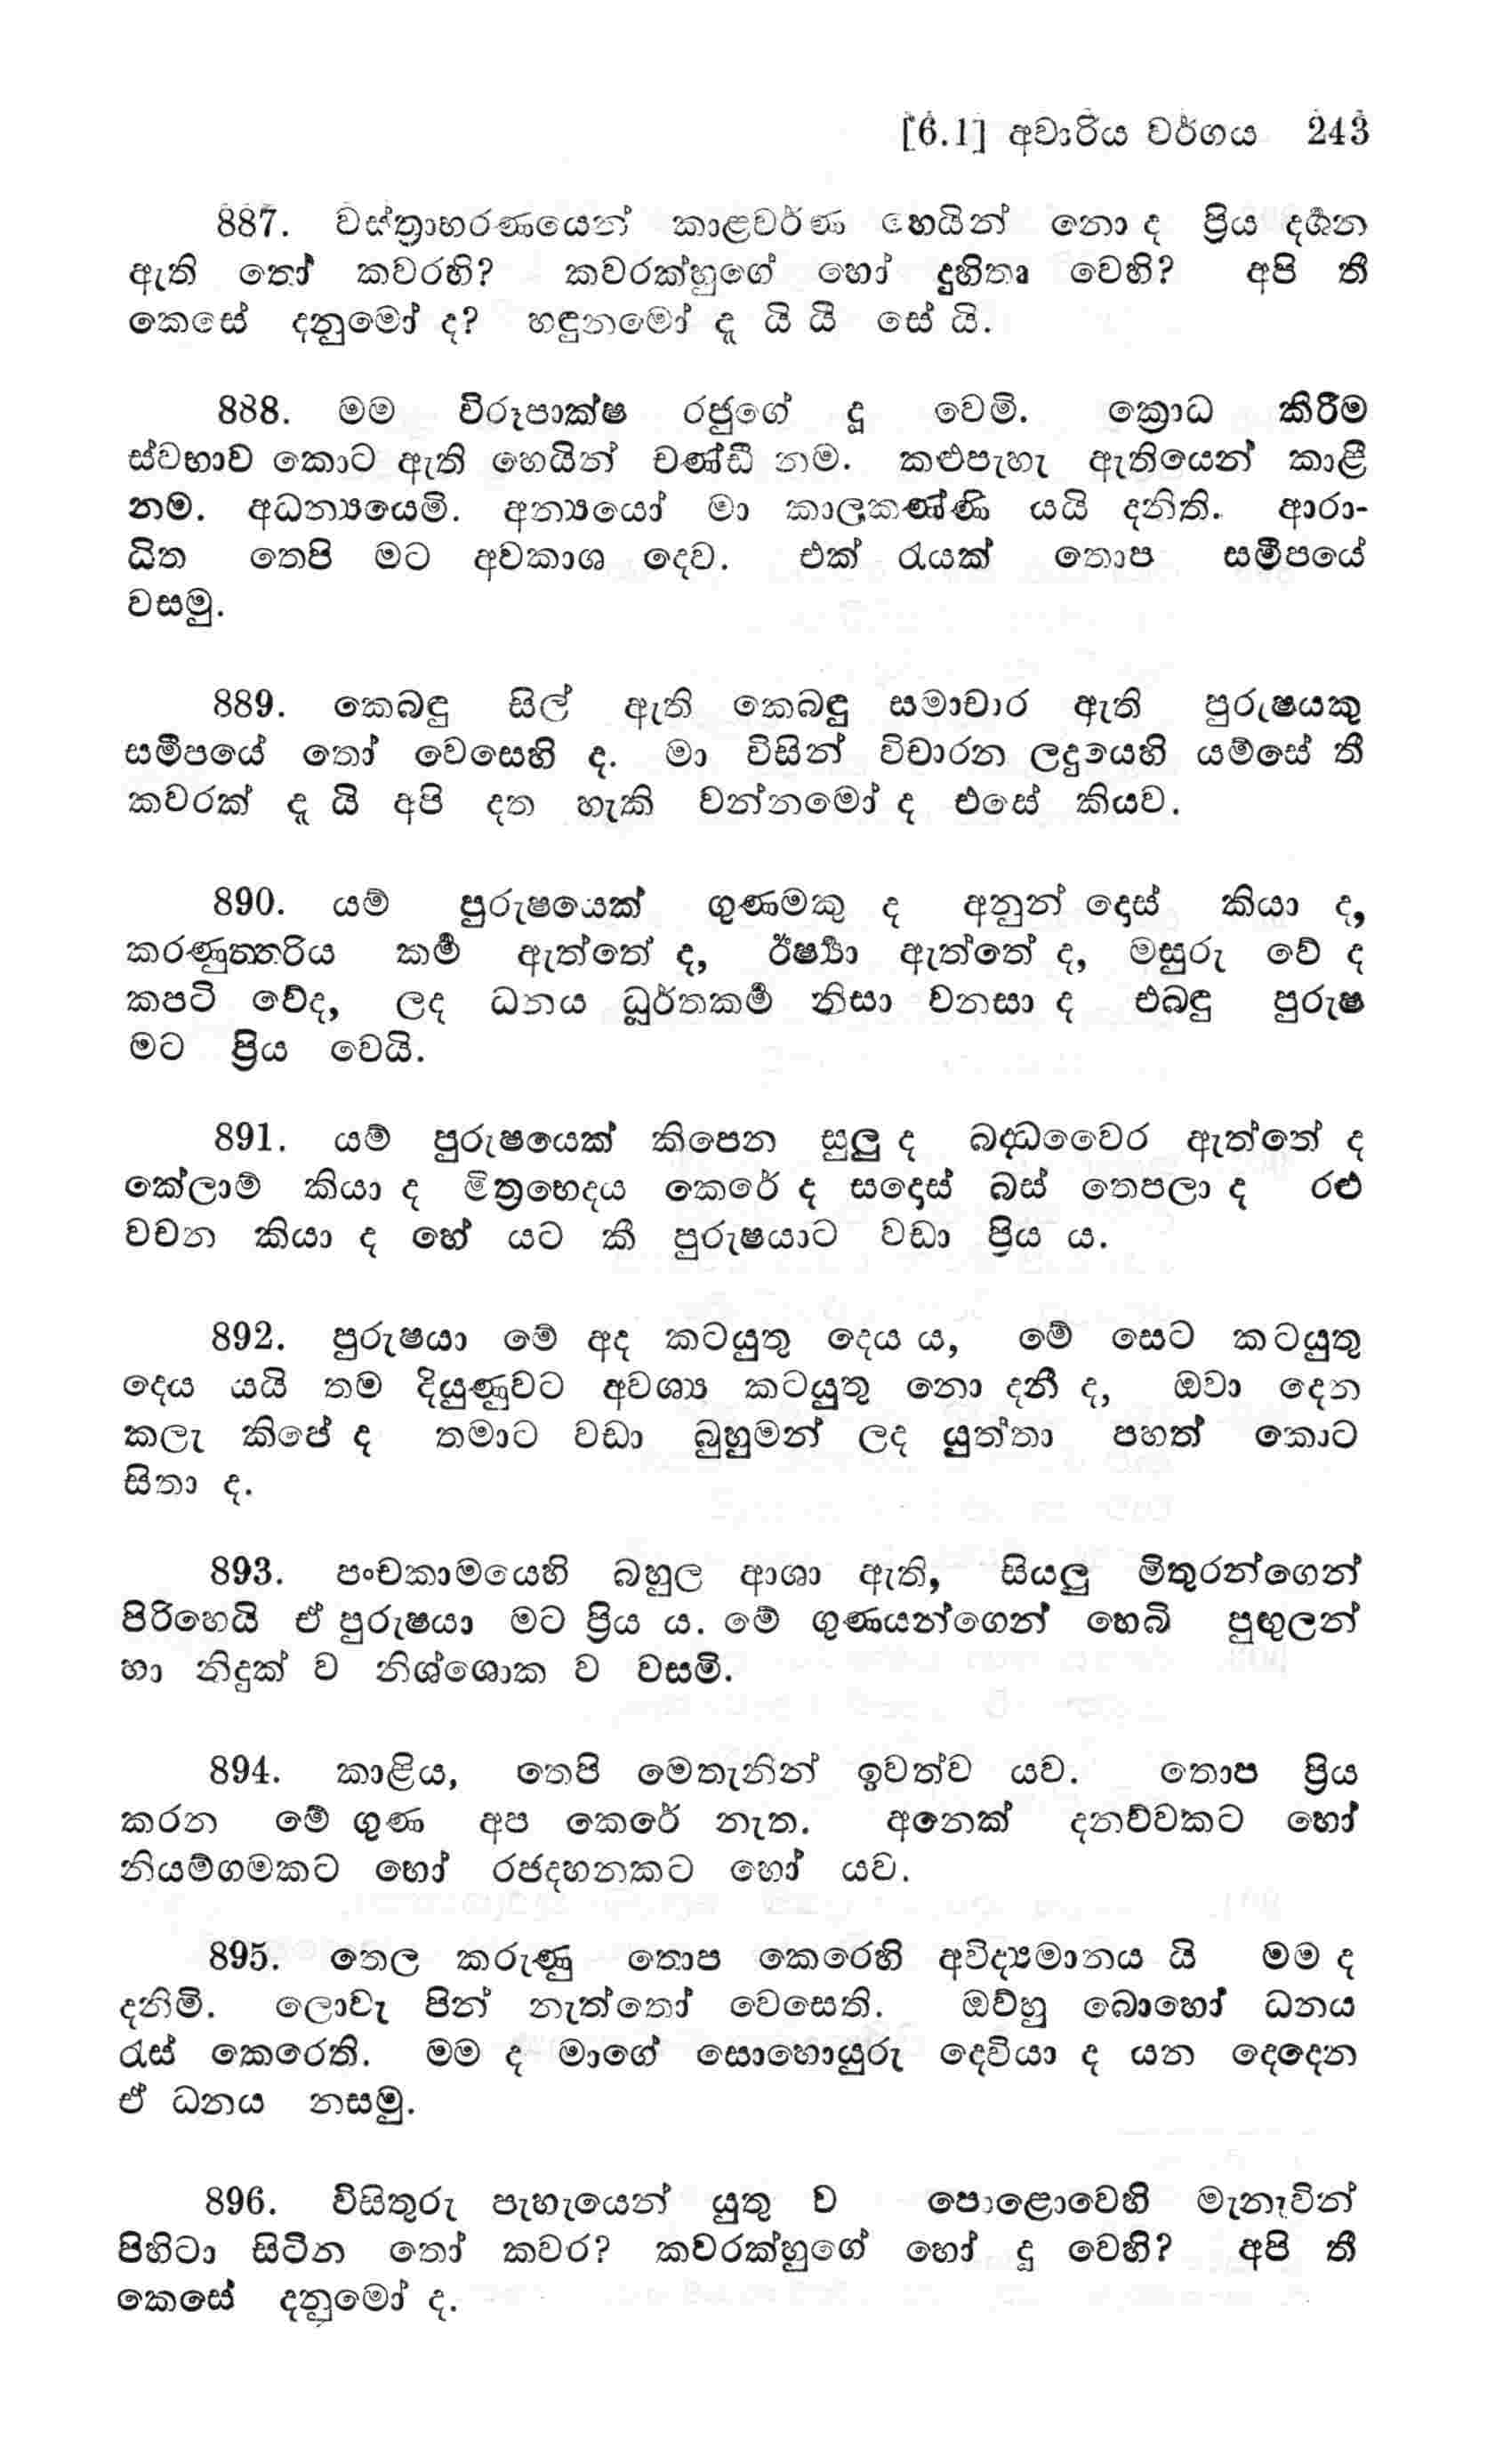 [6.1] අවාරිය වර්ගය 243
887. වස්ත්‍රාභරණයෙන් කාළවර්ණ හෙයින් නො ද ප්‍රිය දර්‍ශන
ඇති තෝ කවරහි? කවරක්හුගේ හෝ දුහිතෘ වෙහි? අපි තී
කෙසේ දනුමෝ ද? හඳුනමෝ දැ යි යී සේ යි.
888. මම විරූපාක්ෂ රජුගේ දූ වෙමි. ක්‍රොධ කිරීම
ස්වභාව කොට ඇති හෙයින් චණ්ඩී නම. කළුපැහැ ඇතියෙන් කාළී
නම. අධන්‍යයෙමි. අන්‍යයෝ මා කාලකණ්ණි යයි දනිති. ආරා-
ධිත තෙපි මට අවකාශ දෙව. එක් රැයක් තොප සමීපයේ
වසමු.
889. කෙබඳු සිල් ඇති කෙබඳු සමාචාර ඇති පුරුෂයකු
සමීපයේ තෝ වෙසෙහි ද. මා විසින් විචාරන ලදුයෙහි යම්සේ තී
කවරක් දැ යි අපි දත හැකි වන්නමෝ ද එසේ කියව.
890. යම් පුරුෂයෙක් ගුණමකු ද අනුන් දොස් කියා ද,
කරණුත්තරිය කර්‍ම ඇත්තේ ද, ඊර්‍ෂ්‍යා ඇත්තේ ද, මසුරු වේ ද
කපටි වේද, ලද ධනය ධූර්තකර්‍ම නිසා වනසා ද එබඳු පුරුෂ
මට ප්‍රිය වෙයි.
891. යම් පුරුෂයෙක් කිපෙන සුලු ද බද්ධවෛර ඇත්තේ ද
කේලාම් කියා ද මිත්‍රභෙදය කෙරේ ද සදොස් බස් තෙපලා ද රළු
වචන කියා ද හේ යට කී පුරුෂයාට වඩා ප්‍රිය ය.
892. පුරුෂයා මේ අද කටයුතු දෙය ය, මේ සෙට කටයුතු
දෙය යයි තම දියුණුවට අවශ්‍ය කටයුතු නො දනී ද, ඔවා දෙන
කලැ කිපේ ද තමාට වඩා බුහුමන් ලද යුත්තා පහත් කොට
සිතා ද.
893. පංචකාමයෙහි බහුල ආශා ඇති, සියලු මිතුරන්ගෙන්
පිරිහෙයි ඒ පුරුෂයා මට ප්‍රිය ය. මේ ගුණයන්ගෙන් හෙබි පුඟුලන්
හා නිදුක් ව නිශ්ශොක ව වසමි.
894. කාළිය, තෙපි මෙතැනින් ඉවත්ව යව. තොප ප්‍රිය
කරන මේ ගුණ අප කෙරේ නැත. අනෙක් දනව්වකට හෝ
නියම්ගමකට හෝ රජදහනකට හෝ යව.
895. තෙල කරුණු තොප කෙරෙහි අවිද්‍යමානය යි මම ද
දනිමි. ලොවැ පින් නැත්තෝ වෙසෙති. ඔව්හු බොහෝ ධනය
රැස් කෙරෙති. මම ද මාගේ සොහොයුරු දෙවියා ද යන දෙදෙන
ඒ ධනය නසමු.
896. විසිතුරු පැහැයෙන් යුතු ව පොළොවෙහි මැනැවින්
පිහිටා සිටින තෝ කවර? කවරක්හුගේ හෝ දූ වෙහි? අපි තී
කෙසේ දනුමෝ ද.